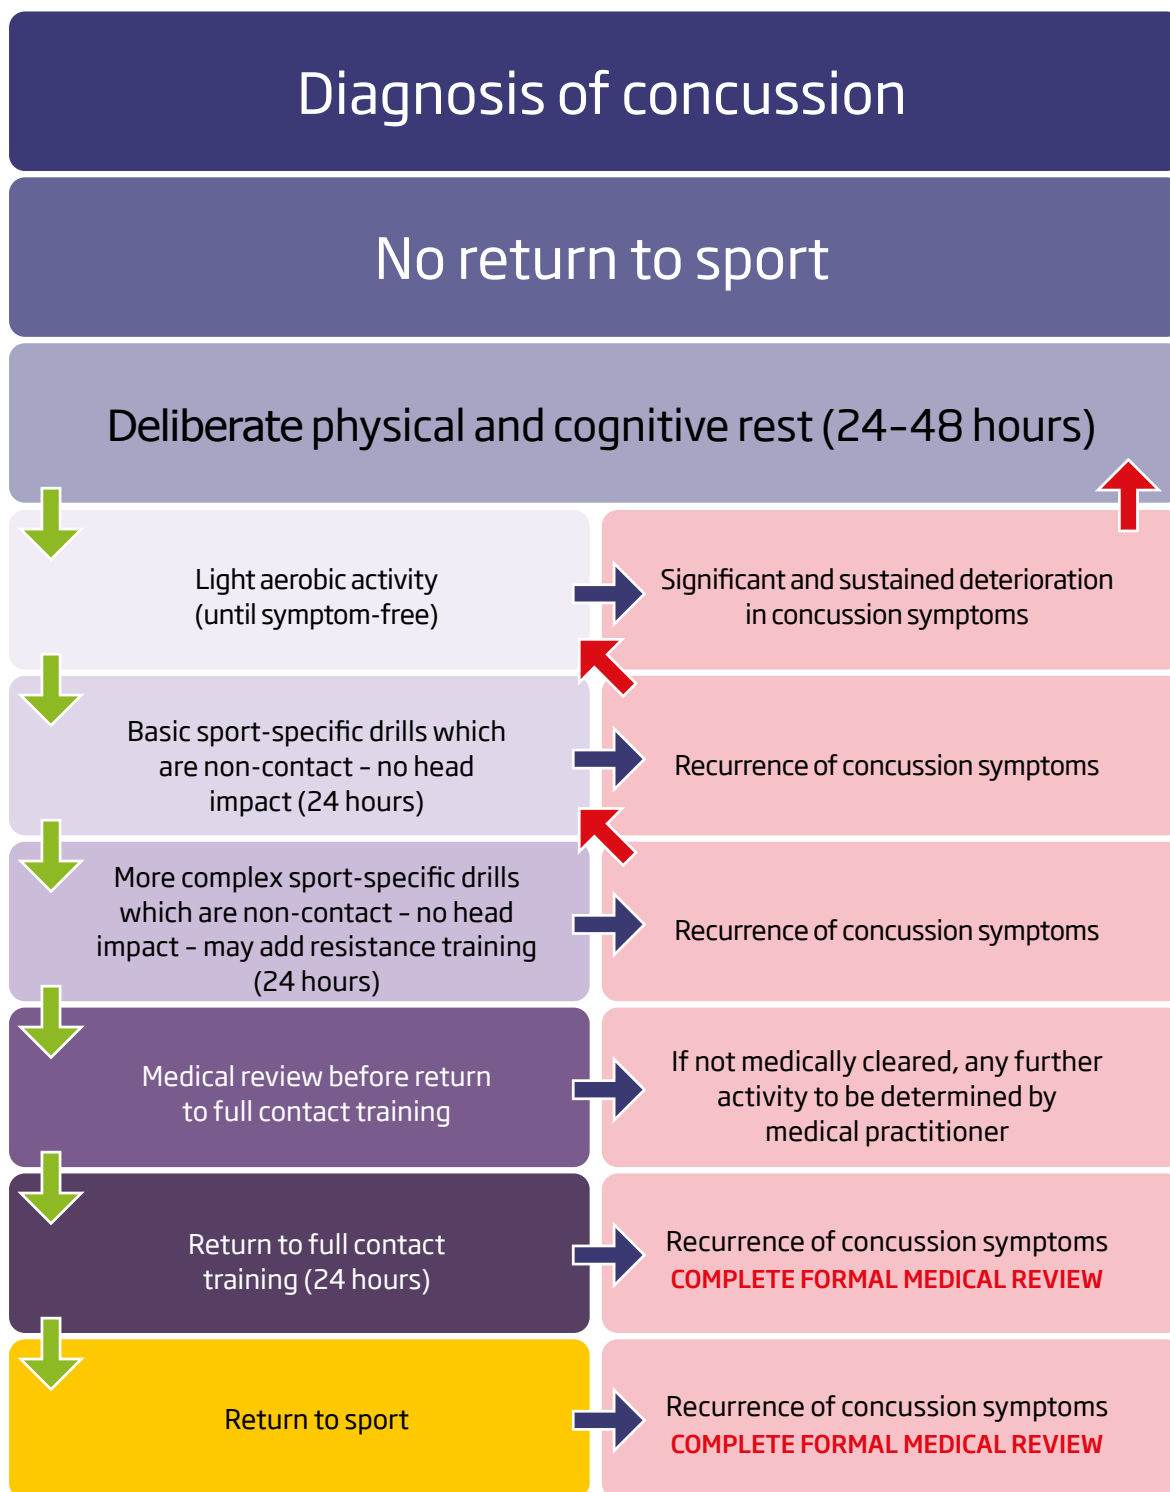 Diagnosis of concussion
No return to sport
Deliberate physical and cognitive rest (24–48 hours)
Light aerobic activity
(until symptom-free)
Significant and sustained deterioration
in concussion symptoms
Basic sport-specific drills which
are non-contact – no head
impact (24 hours)
Recurrence of concussion symptoms
More complex sport-specific drills
which are non-contact – no head
impact – may add resistance training
(24 hours)
Recurrence of concussion symptoms
Medical review before return
to full contact training
If not medically cleared, any further
activity to be determined by
medical practitioner
Return to full contact
training (24 hours)
Recurrence of concussion symptoms
COMPLETE FORMAL MEDICAL REVIEW
Return to sport
Recurrence of concussion symptoms
COMPLETE FORMAL MEDICAL REVIEW